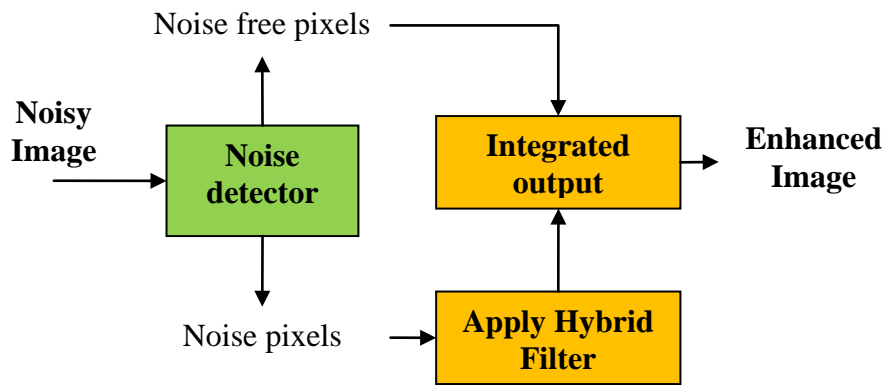 Noise free pixels
Noisy
Image
Noise
detector
Integrated
output
Enhanced
Image
Noise pixels
Apply Hybrid
Filter